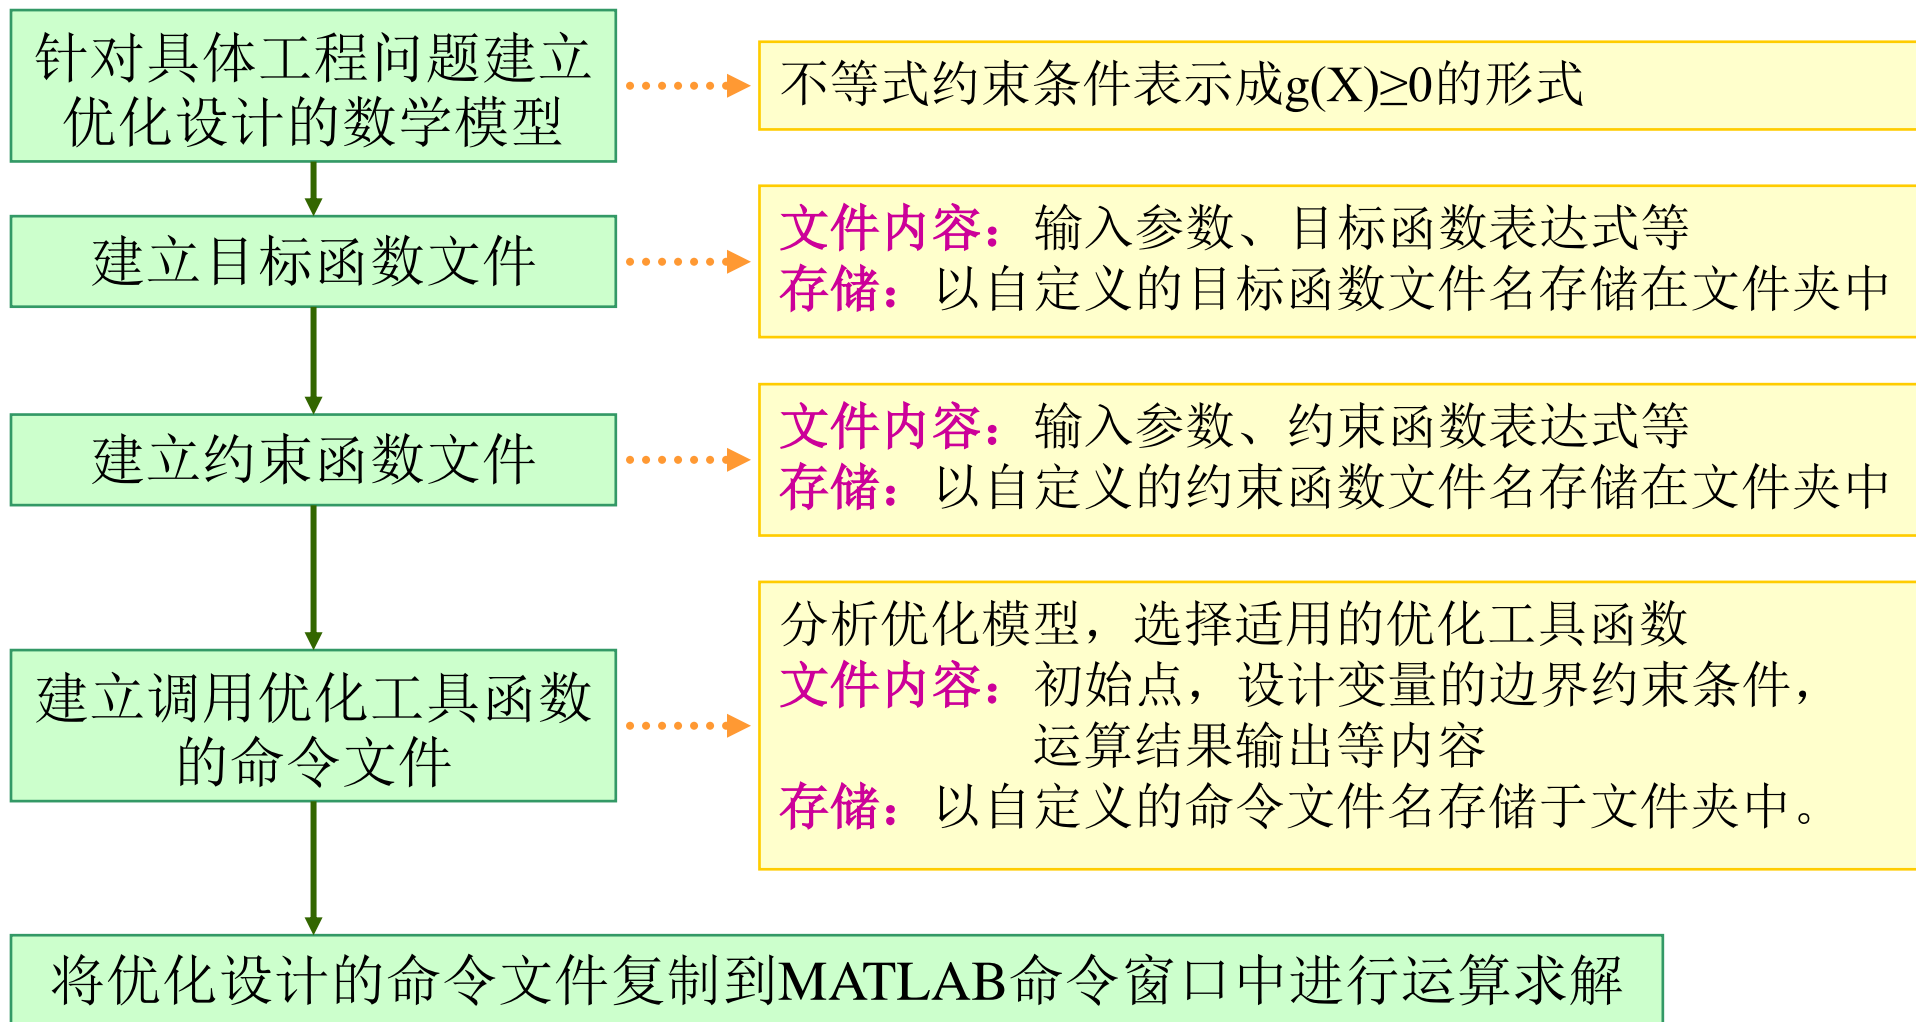 针对具体工程问题建立
优化设计的数学模型
不等式约束条件表示成g(X)≥0的形式
建立目标函数文件
文件内容：输入参数、目标函数表达式等
存储：以自定义的目标函数文件名存储在文件夹中
建立约束函数文件
文件内容：输入参数、约束函数表达式等
存储：以自定义的约束函数文件名存储在文件夹中
建立调用优化工具函数
的命令文件
分析优化模型，选择适用的优化工具函数
文件内容：初始点，设计变量的边界约束条件，
运算结果输出等内容
存储：以自定义的命令文件名存储于文件夹中。
将优化设计的命令文件复制到MATLAB命令窗口中进行运算求解